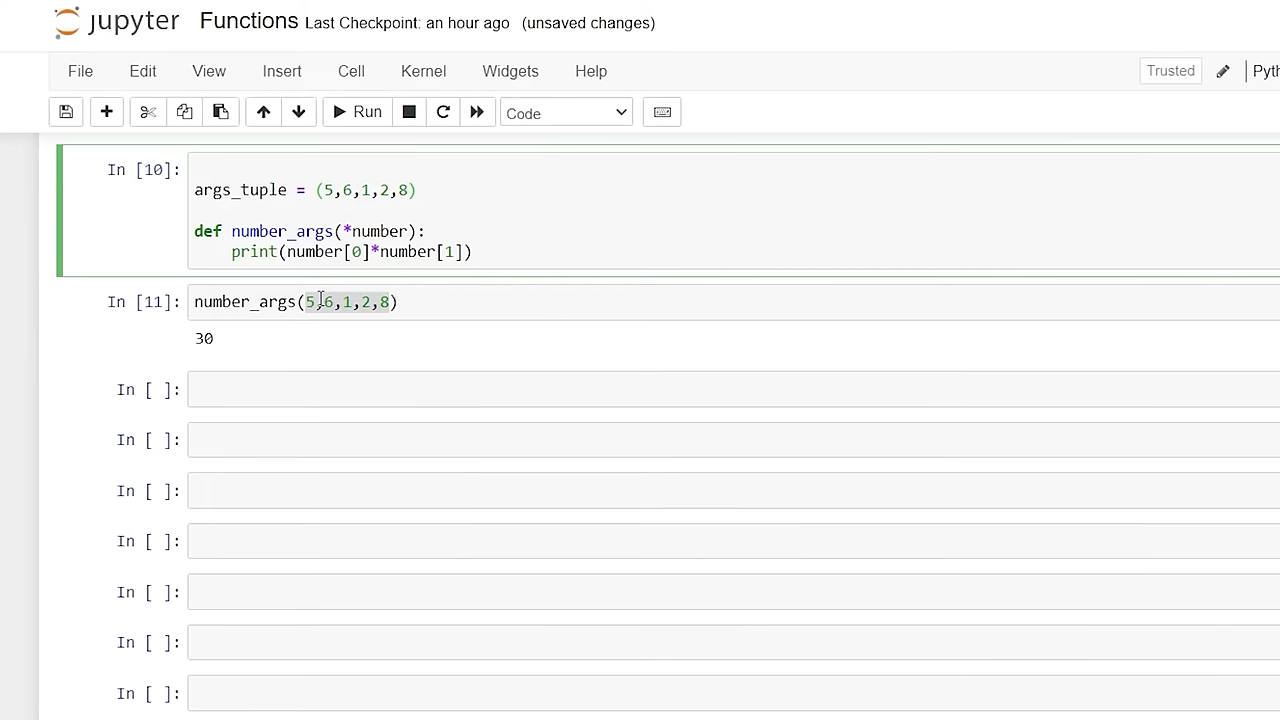 jupyter Functions Last Checkpoint: an hour ago (unsaved changes)
File Edit View Insert Cell Kernel Widgets Help Trusted Pyth
Run Code
In [10]:
args_tuple = (5,6,1,2,8)
def number_args(*number):
    print(number[0]*number[1])
In [11]: number_args(5,6,1,2,8)
30
In [ ]:
In [ ]:
In [ ]:
In [ ]:
In [ ]:
In [ ]:
In [ ]: